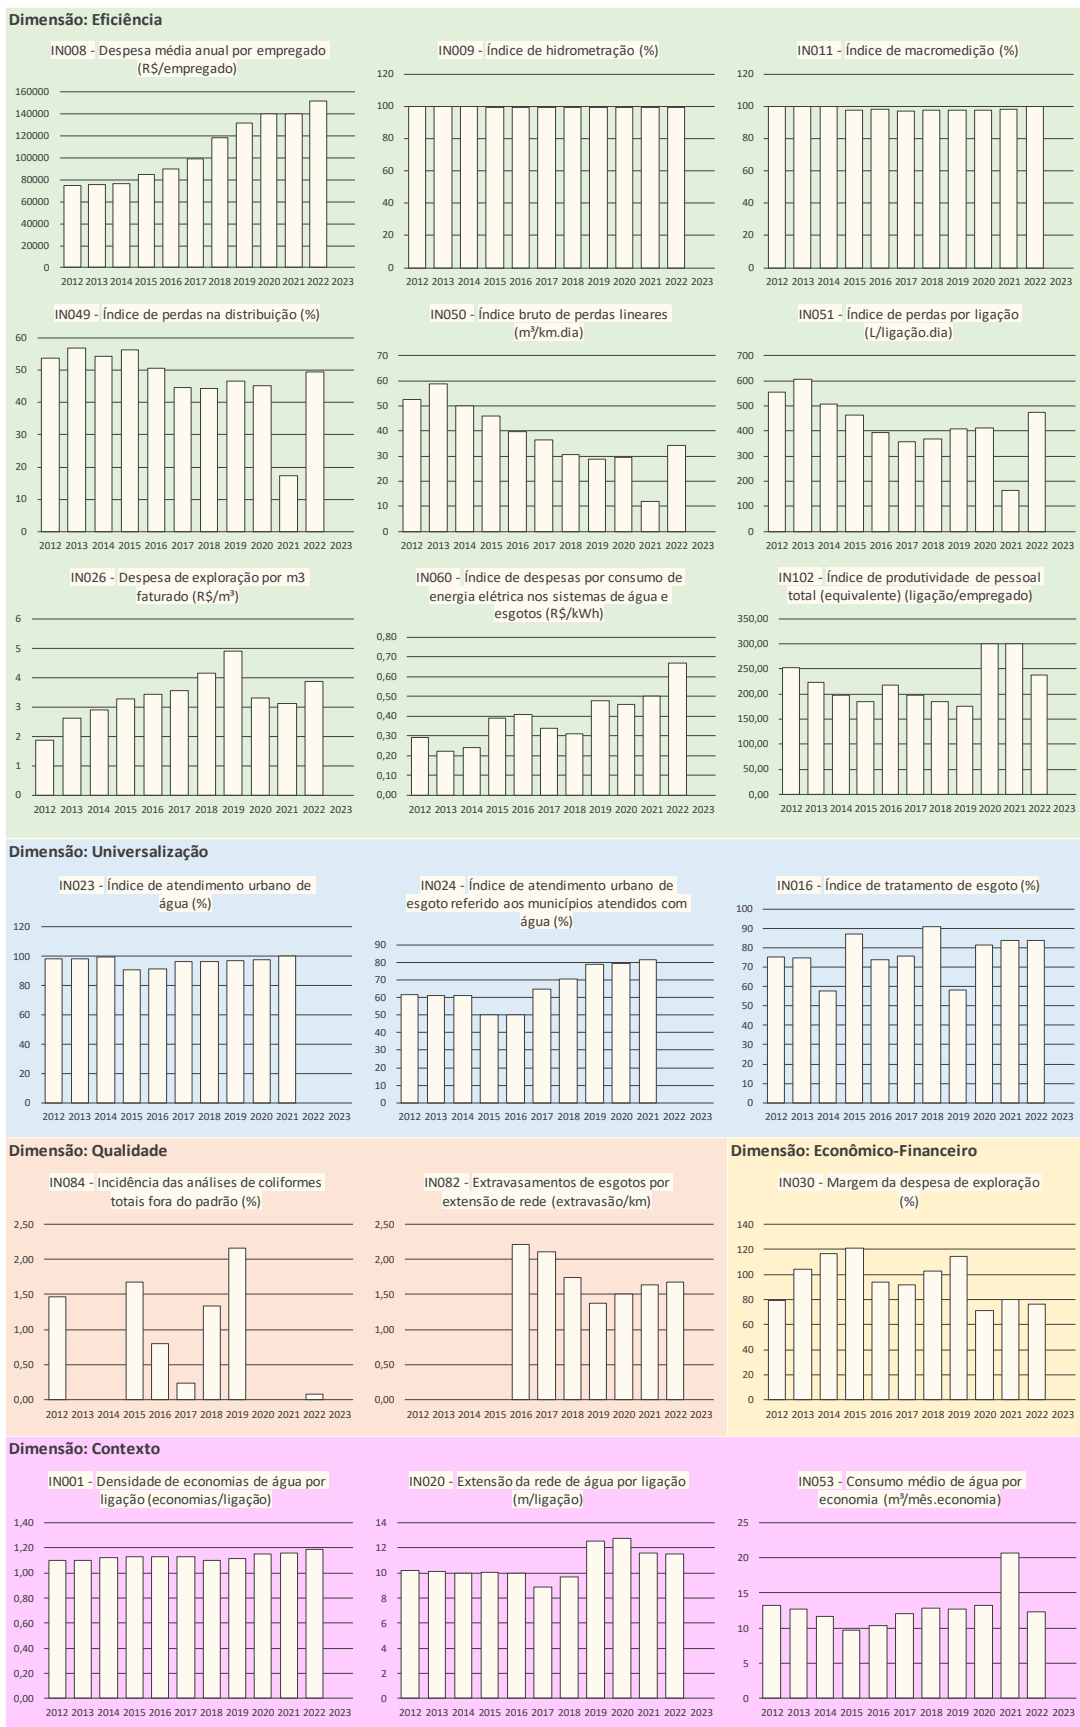 Dimensão: Eficiência
IN008 - Despesa média anual por empregado
(R$/empregado)
160000
140000
120000
100000
80000
60000
40000
20000
0
2012 2013 2014 2015 2016 2017 2018 2019 2020 2021 2022 2023
IN009 - Índice de hidrometração (%)
120
100
80
60
40
20
0
2012 2013 2014 2015 2016 2017 2018 2019 2020 2021 2022 2023
IN011 - Índice de macromedição (%)
120
100
80
60
40
20
0
2012 2013 2014 2015 2016 2017 2018 2019 2020 2021 2022 2023
IN049 - Índice de perdas na distribuição (%)
60
50
40
30
20
10
0
2012 2013 2014 2015 2016 2017 2018 2019 2020 2021 2022 2023
IN050 - Índice bruto de perdas lineares
(m³/km.dia)
70
60
50
40
30
20
10
0
2012 2013 2014 2015 2016 2017 2018 2019 2020 2021 2022 2023
IN051 - Índice de perdas por ligação
(L/ligação.dia)
700
600
500
400
300
200
100
0
2012 2013 2014 2015 2016 2017 2018 2019 2020 2021 2022 2023
IN026 - Despesa de exploração por m3
faturado (R$/m³)
6
5
4
3
2
1
0
2012 2013 2014 2015 2016 2017 2018 2019 2020 2021 2022 2023
IN060 - Índice de despesas por consumo de
energia elétrica nos sistemas de água e
esgotos (R$/kWh)
0,80
0,70
0,60
0,50
0,40
0,30
0,20
0,10
0,00
2012 2013 2014 2015 2016 2017 2018 2019 2020 2021 2022 2023
IN102 - Índice de produtividade de pessoal
total (equivalente) (ligação/empregado)
350,00
300,00
250,00
200,00
150,00
100,00
50,00
0,00
2012 2013 2014 2015 2016 2017 2018 2019 2020 2021 2022 2023
Dimensão: Universalização
IN023 - Índice de atendimento urbano de
água (%)
120
100
80
60
40
20
0
2012 2013 2014 2015 2016 2017 2018 2019 2020 2021 2022 2023
IN024 - Índice de atendimento urbano de
esgoto referido aos municípios atendidos com
água (%)
90
80
70
60
50
40
30
20
10
0
2012 2013 2014 2015 2016 2017 2018 2019 2020 2021 2022 2023
IN016 - Índice de tratamento de esgoto (%)
100
90
80
70
60
50
40
30
20
10
0
2012 2013 2014 2015 2016 2017 2018 2019 2020 2021 2022 2023
Dimensão: Qualidade
IN084 - Incidência das análises de coliformes
totais fora do padrão (%)
2,50
2,00
1,50
1,00
0,50
0,00
2012 2013 2014 2015 2016 2017 2018 2019 2020 2021 2022 2023
IN082 - Extravasamentos de esgotos por
extensão de rede (extravasão/km)
2,50
2,00
1,50
1,00
0,50
0,00
2012 2013 2014 2015 2016 2017 2018 2019 2020 2021 2022 2023
Dimensão: Econômico-Financeiro
IN030 - Margem da despesa de exploração
(%)
140
120
100
80
60
40
20
0
2012 2013 2014 2015 2016 2017 2018 2019 2020 2021 2022 2023
Dimensão: Contexto
IN001 - Densidade de economias de água por
ligação (economias/ligação)
1,40
1,20
1,00
0,80
0,60
0,40
0,20
0,00
2012 2013 2014 2015 2016 2017 2018 2019 2020 2021 2022 2023
IN020 - Extensão da rede de água por ligação
(m/ligação)
14
12
10
8
6
4
2
0
2012 2013 2014 2015 2016 2017 2018 2019 2020 2021 2022 2023
IN053 - Consumo médio de água por
economia (m³/mês.economia)
25
20
15
10
5
0
2012 2013 2014 2015 2016 2017 2018 2019 2020 2021 2022 2023